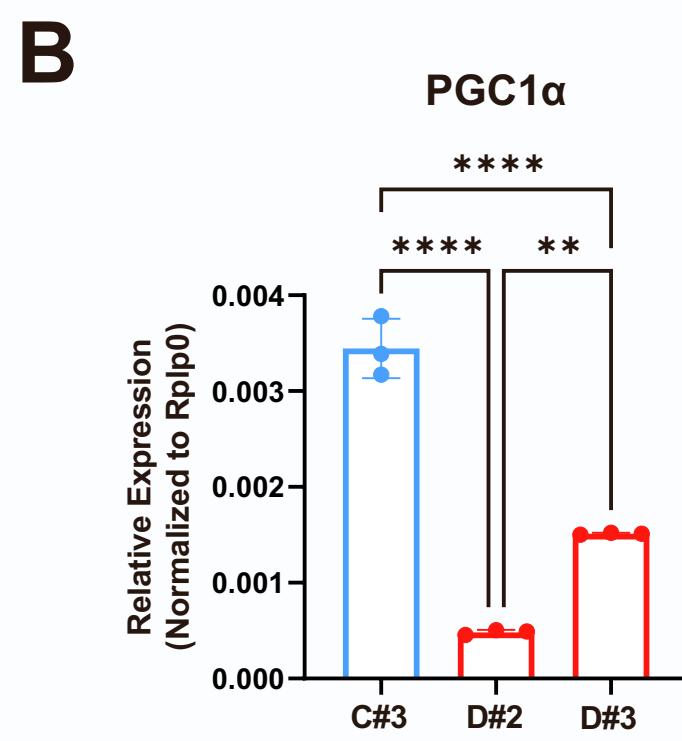 B
PGC1α
****
**** **
0.004
0.003
0.002
0.001
0.000
Relative Expression
(Normalized to Rplp0)
C#3 D#2 D#3